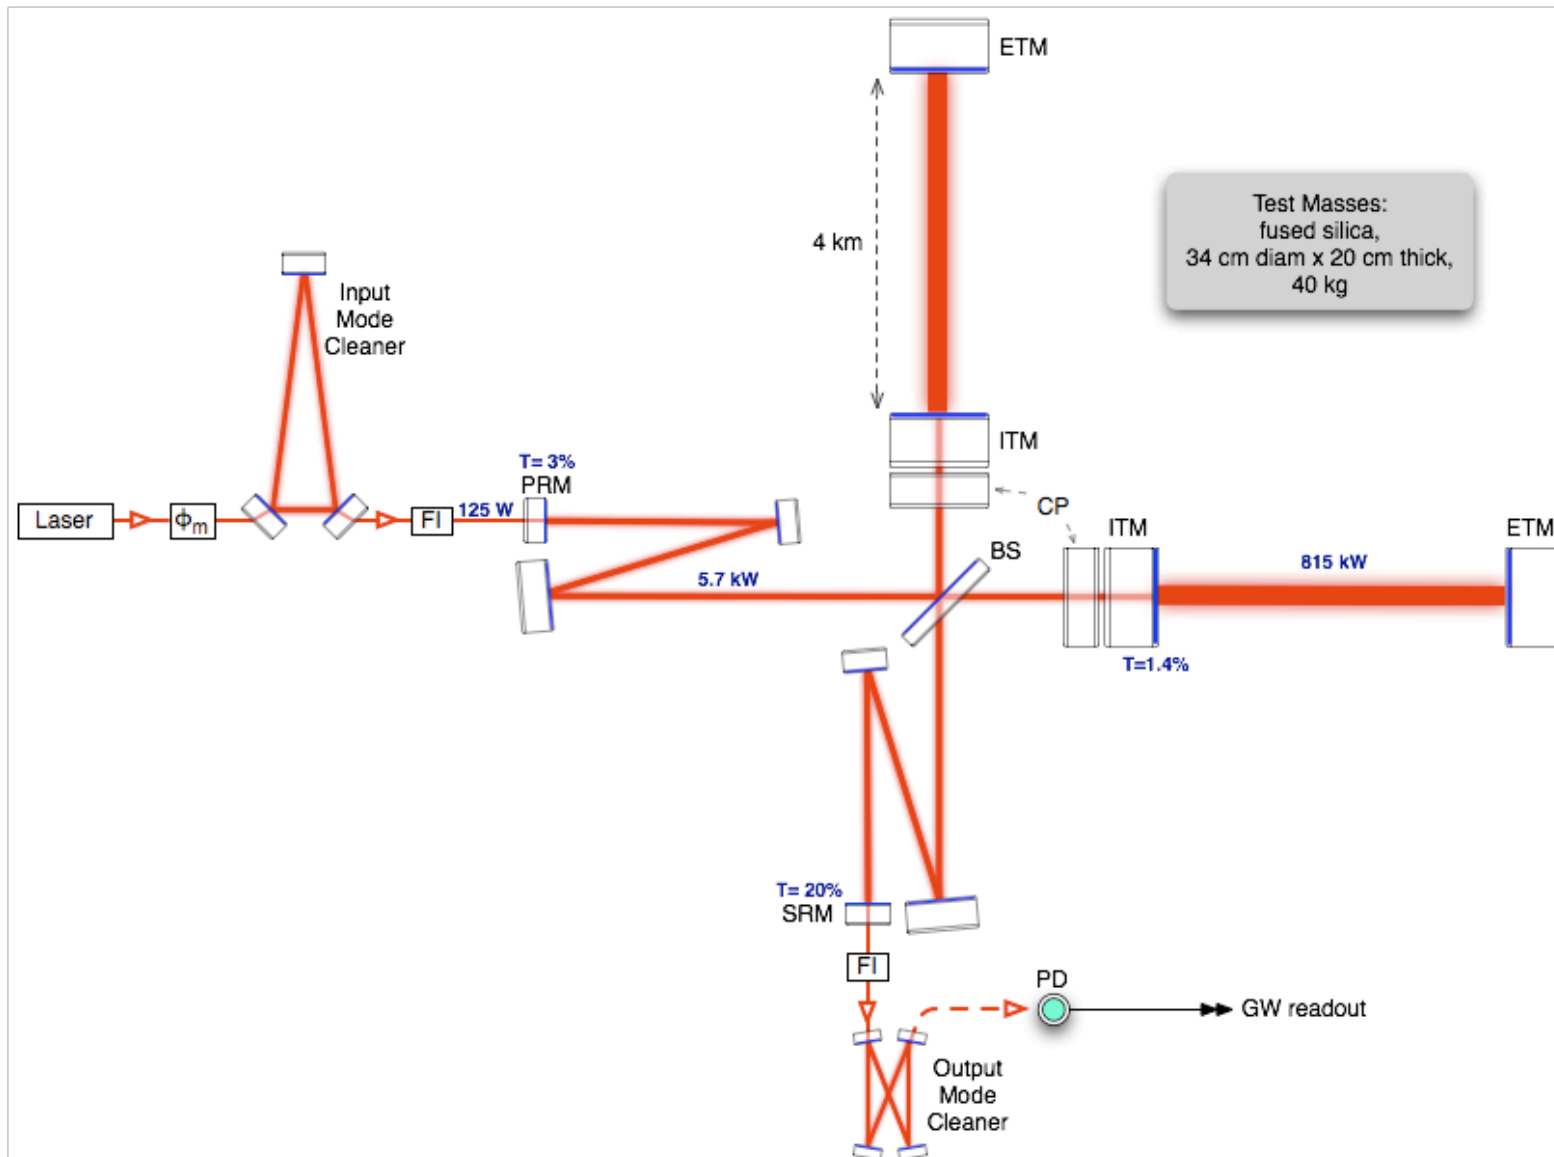 ETM
4 km
Test Masses:
fused silica,
34 cm diam x 20 cm thick,
40 kg
Input
Mode
Cleaner
ITM
T= 3%
PRM
Laser
ϕm
FI
125 W
CP
ITM
ETM
BS
5.7 kW
815 kW
T=1.4%
T= 20%
SRM
FI
PD
GW readout
Output
Mode
Cleaner